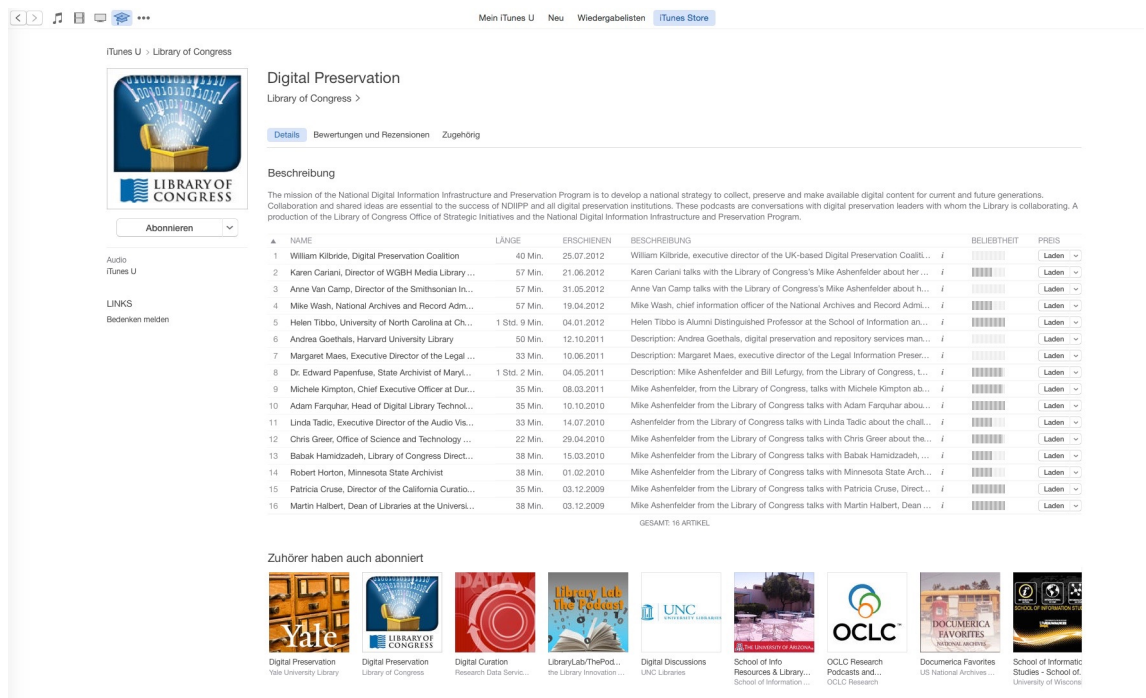 Mein iTunes U Neu Wiedergabelisten iTunes Store
iTunes U > Library of Congress
LIBRARY OF
CONGRESS
Abonnieren
Audio
iTunes U
LINKS
Bedenken melden
Digital Preservation
Library of Congress >
Details Bewertungen und Rezensionen Zugehörig
Beschreibung
The mission of the National Digital Information Infrastructure and Preservation Program is to develop a national strategy to collect, preserve and make available digital content for current and future generations.
Collaboration and shared ideas are essential to the success of NDIIPP and all digital preservation institutions. These podcasts are conversations with digital preservation leaders with whom the Library is collaborating. A
production of the Library of Congress Office of Strategic Initiatives and the National Digital Information Infrastructure and Preservation Program.
NAME LÄNGE ERSCHIENEN BESCHREIBUNG BELIEBTHEIT PREIS
1 William Kilbride, Digital Preservation Coalition 40 Min. 25.07.2012 William Kilbride, executive director of the UK-based Digital Preservation Coaliti... i Laden
2 Karen Cariani, Director of WGBH Media Library ... 57 Min. 21.06.2012 Karen Cariani talks with the Library of Congress's Mike Ashenfelder about her ... i Laden
3 Anne Van Camp, Director of the Smithsonian In... 57 Min. 31.05.2012 Anne Van Camp talks with the Library of Congress's Mike Ashenfelder about h... i Laden
4 Mike Wash, National Archives and Record Adm... 57 Min. 19.04.2012 Mike Wash, chief information officer of the National Archives and Record Admi... i Laden
5 Helen Tibbo, University of North Carolina at Ch... 1 Std. 9 Min. 04.01.2012 Helen Tibbo is Alumni Distinguished Professor at the School of Information an... i Laden
6 Andrea Goethals, Harvard University Library 50 Min. 12.10.2011 Description: Andrea Goethals, digital preservation and repository services man... i Laden
7 Margaret Maes, Executive Director of the Legal ... 33 Min. 10.06.2011 Description: Margaret Maes, executive director of the Legal Information Preser... i Laden
8 Dr. Edward Papenfuse, State Archivist of Maryl... 1 Std. 2 Min. 04.05.2011 Description: Mike Ashenfelder and Bill Lefurgy, from the Library of Congress, t... i Laden
9 Michele Kimpton, Chief Executive Officer at Dur... 35 Min. 08.03.2011 Mike Ashenfelder, from the Library of Congress, talks with Michele Kimpton ab... i Laden
10 Adam Farquhar, Head of Digital Library Technol... 35 Min. 10.10.2010 Mike Ashenfelder from the Library of Congress talks with Adam Farquhar abou... i Laden
11 Linda Tadic, Executive Director of the Audio Vis... 33 Min. 14.07.2010 Ashenfelder from the Library of Congress talks with Linda Tadic about the chall... i Laden
12 Chris Greer, Office of Science and Technology ... 22 Min. 29.04.2010 Mike Ashenfelder from the Library of Congress talks with Chris Greer about the... i Laden
13 Babak Hamidzadeh, Library of Congress Direct... 38 Min. 15.03.2010 Mike Ashenfelder from the Library of Congress talks with Babak Hamidzadeh, ... i Laden
14 Robert Horton, Minnesota State Archivist 38 Min. 01.02.2010 Mike Ashenfelder from the Library of Congress talks with Minnesota State Arch... i Laden
15 Patricia Cruse, Director of the California Curatio... 35 Min. 03.12.2009 Mike Ashenfelder from the Library of Congress talks with Patricia Cruse, Direct... i Laden
16 Martin Halbert, Dean of Libraries at the Universi... 38 Min. 03.12.2009 Mike Ashenfelder from the Library of Congress talks with Martin Halbert, Dean ... i Laden
GESAMT: 16 ARTIKEL
Zuhörer haben auch abonniert
Yale
LIBRARY OF
CONGRESS
DATA
Library Lab
The Podcast
UNC
UNIVERSITY LIBRARIES
THE UNIVERSITY OF ARIZONA
OCLC
DOCUMERICA
FAVORITES
NATIONAL ARCHIVES
SCHOOL OF INFORMATION STU
Digital Preservation
Yale University Library
Digital Preservation
Library of Congress
Digital Curation
Research Data Servic...
LibraryLab/ThePod...
the Library Innovation ...
Digital Discussions
UNC Libraries
School of Info
Resources & Library...
School of Information ...
OCLC Research
Podcasts and...
OCLC Research
Documerica Favorites
US National Archives ...
School of Informatic
Studies - School of.
University of Wiscons